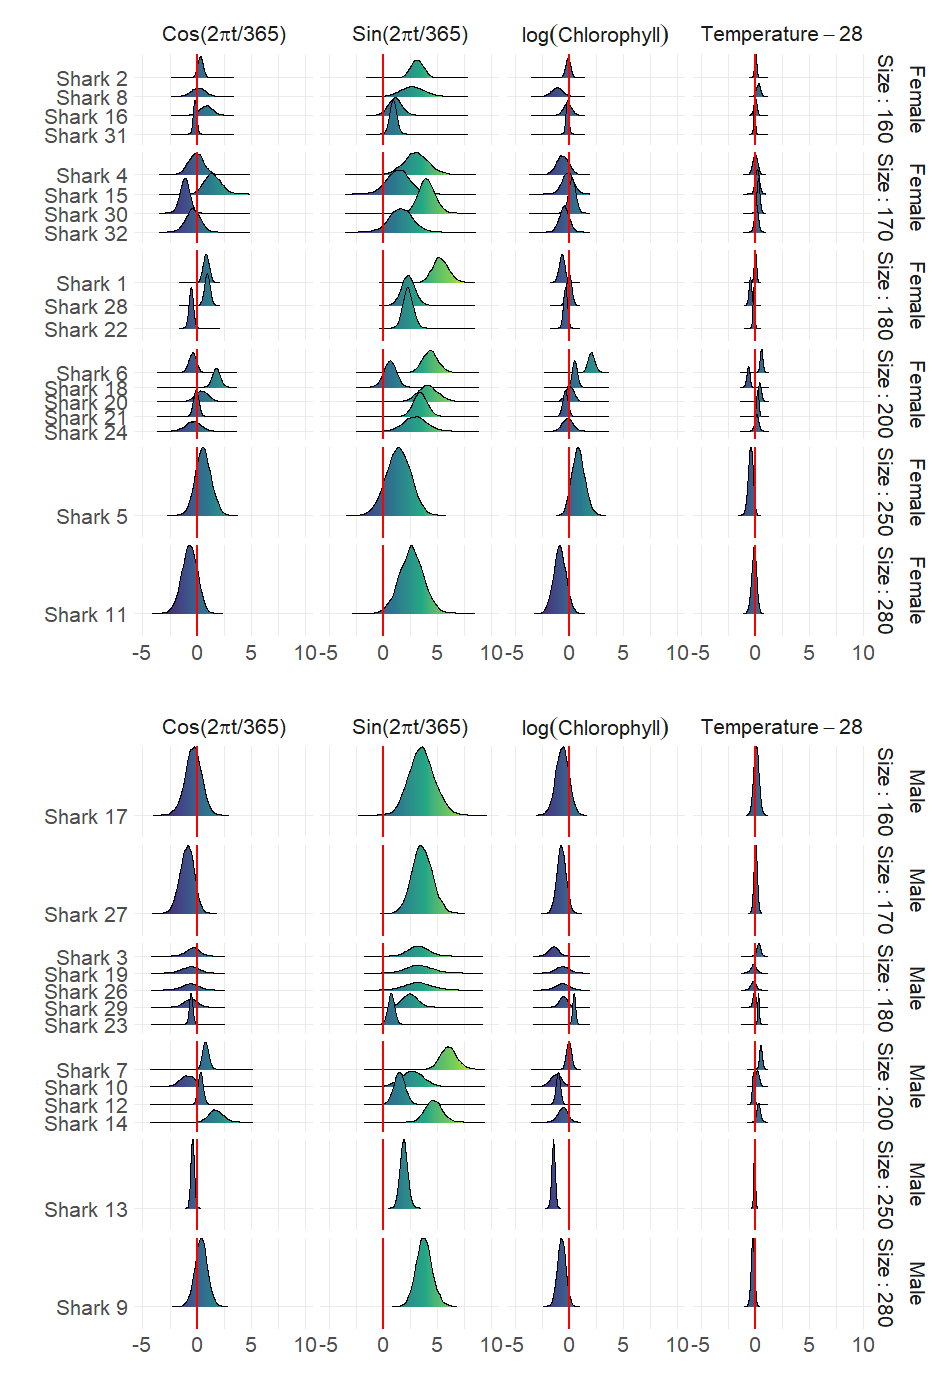 Cos(2πt/365) Sin(2πt/365) log(Chlorophyll) Temperature − 28
Shark 2
Shark 8
Shark 16
Shark 31
Size : 160
Female
Shark 4
Shark 15
Shark 30
Shark 32
Size : 170
Female
Shark 1
Shark 28
Shark 22
Size : 180
Female
Shark 6
Shark 18
Shark 20
Shark 21
Shark 24
Size : 200
Female
Shark 5
Size : 250
Female
Shark 11
Size : 280
Female
-5 0 5 10 -5 0 5 10 -5 0 5 10 -5 0 5 10
Cos(2πt/365) Sin(2πt/365) log(Chlorophyll) Temperature − 28
Shark 17
Size : 160
Male
Shark 27
Size : 170
Male
Shark 3
Shark 19
Shark 26
Shark 29
Shark 23
Size : 180
Male
Shark 7
Shark 10
Shark 12
Shark 14
Size : 200
Male
Shark 13
Size : 250
Male
Shark 9
Size : 280
Male
-5 0 5 10 -5 0 5 10 -5 0 5 10 -5 0 5 10